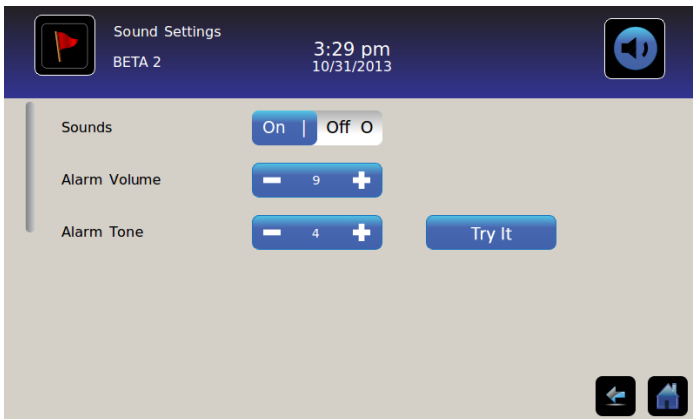 Sound Settings
BETA 2
3:29 pm
10/31/2013
Sounds On | Off O
Alarm Volume 9
Alarm Tone 4 Try It